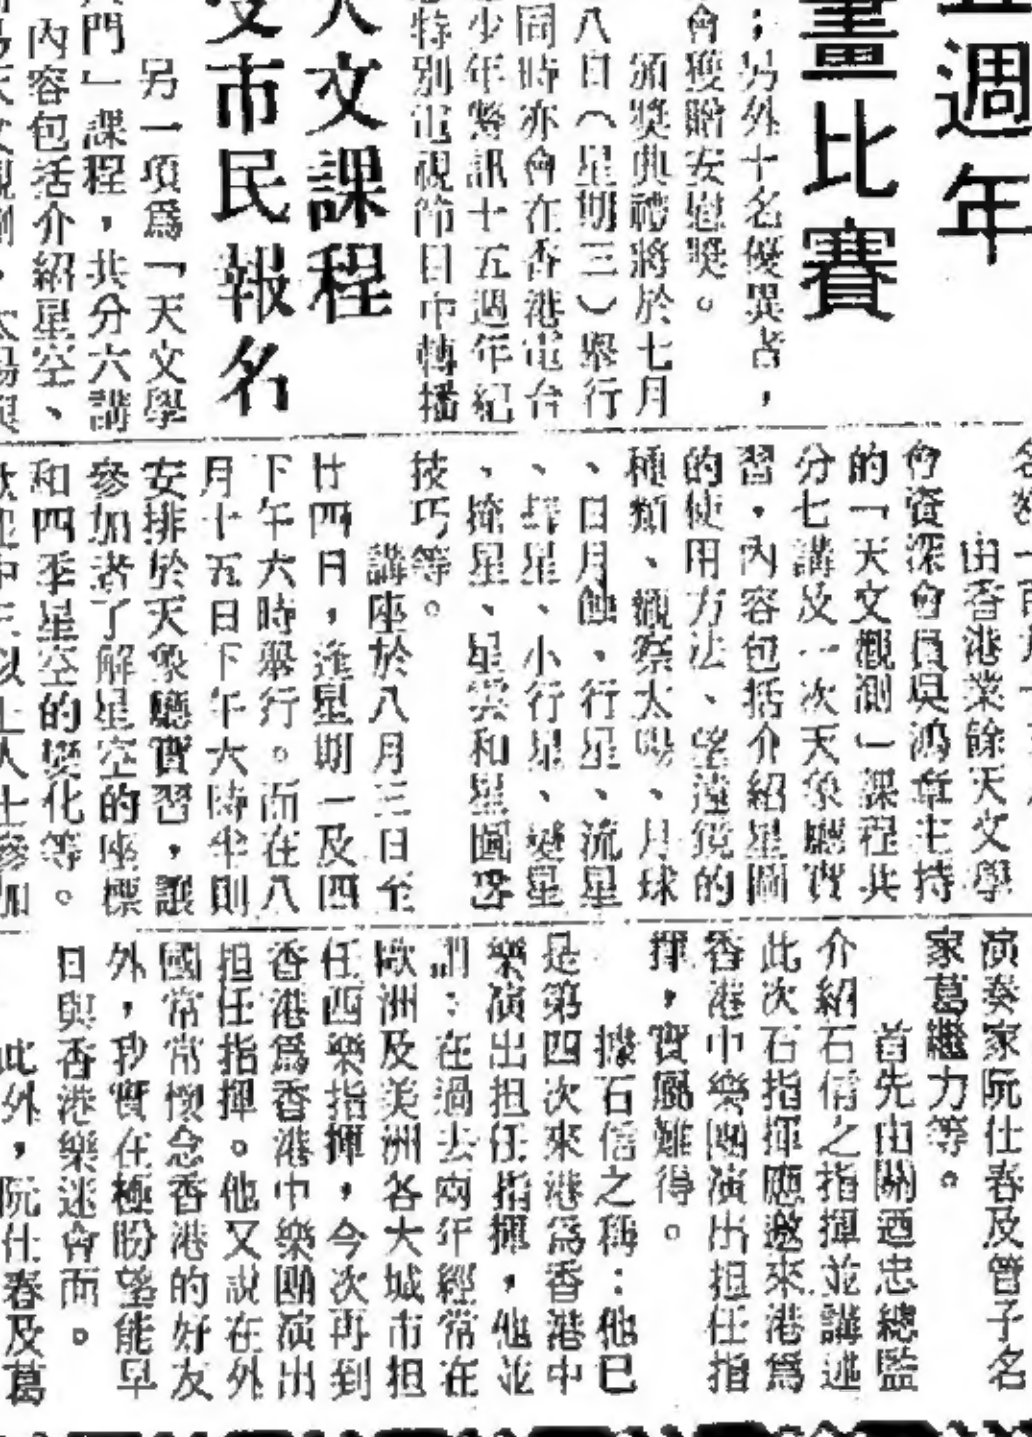 五週年
畫比賽
；另外十名優異者，
會獲贈安慰獎。
頒獎典禮將於七月
八日（星期三）舉行
同時亦會在香港電台
少年警訊十五週年紀
特別電視節目中轉播
人文課程
受市民報名
另一項爲「天文學
門」課程，共分六講
內容包括介紹星空、
由香港業餘天文學
會資深會員吳鴻章主持
的「天文觀測」課程共
分七講及一次天象廳實
習，內容包括介紹星圖
的使用方法、望遠鏡的
種類、觀察太陽、月球
、日月蝕、行星、流星
、彗星、小行星、變星
、掩星、星雲和星團等
技巧等。
講座於八月三日至
廿四日，逢星期一及四
下午六時舉行。而在八
月十五日下午六時半則
安排於天象廳實習，讓
參加者了解星空的座標
和四季星空的變化等。
歡迎中三以上人士參加
演奏家阮仕春及管子名
家葛繼力等。
首先由關迺忠總監
介紹石信之指揮並講述
此次石指揮應邀來港爲
香港中樂團演出担任指
揮，實屬難得。
據石信之稱：他已
是第四次來港爲香港中
樂演出担任指揮，他並
謂：在過去兩年經常在
歐洲及美洲各大城市担
任西樂指揮，今次再到
香港爲香港中樂團演出
担任指揮。他又說在外
國常常懷念香港的好友
外，我實在極盼望能早
日與香港樂迷會面。
此外，阮仕春及葛